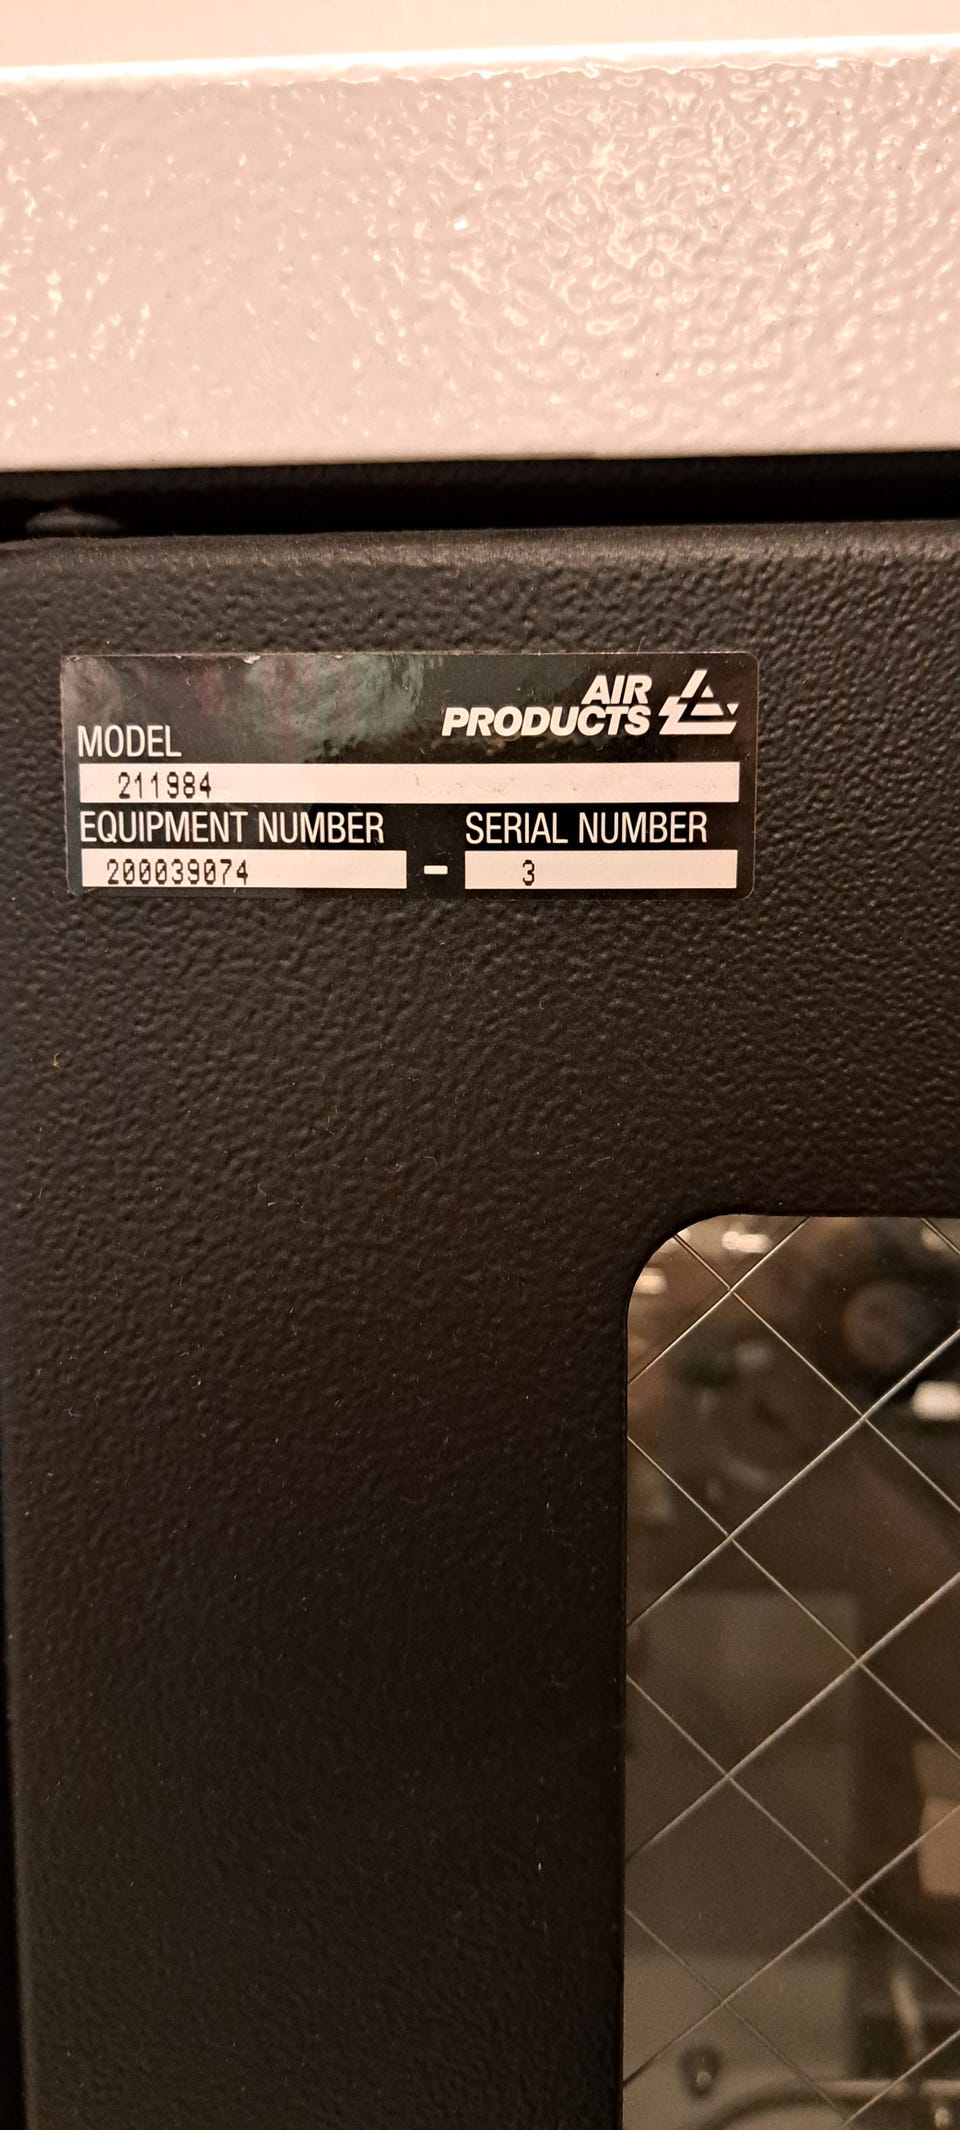 AIR
PRODUCTS
MODEL
211984
EQUIPMENT NUMBER SERIAL NUMBER
200039074 - 3